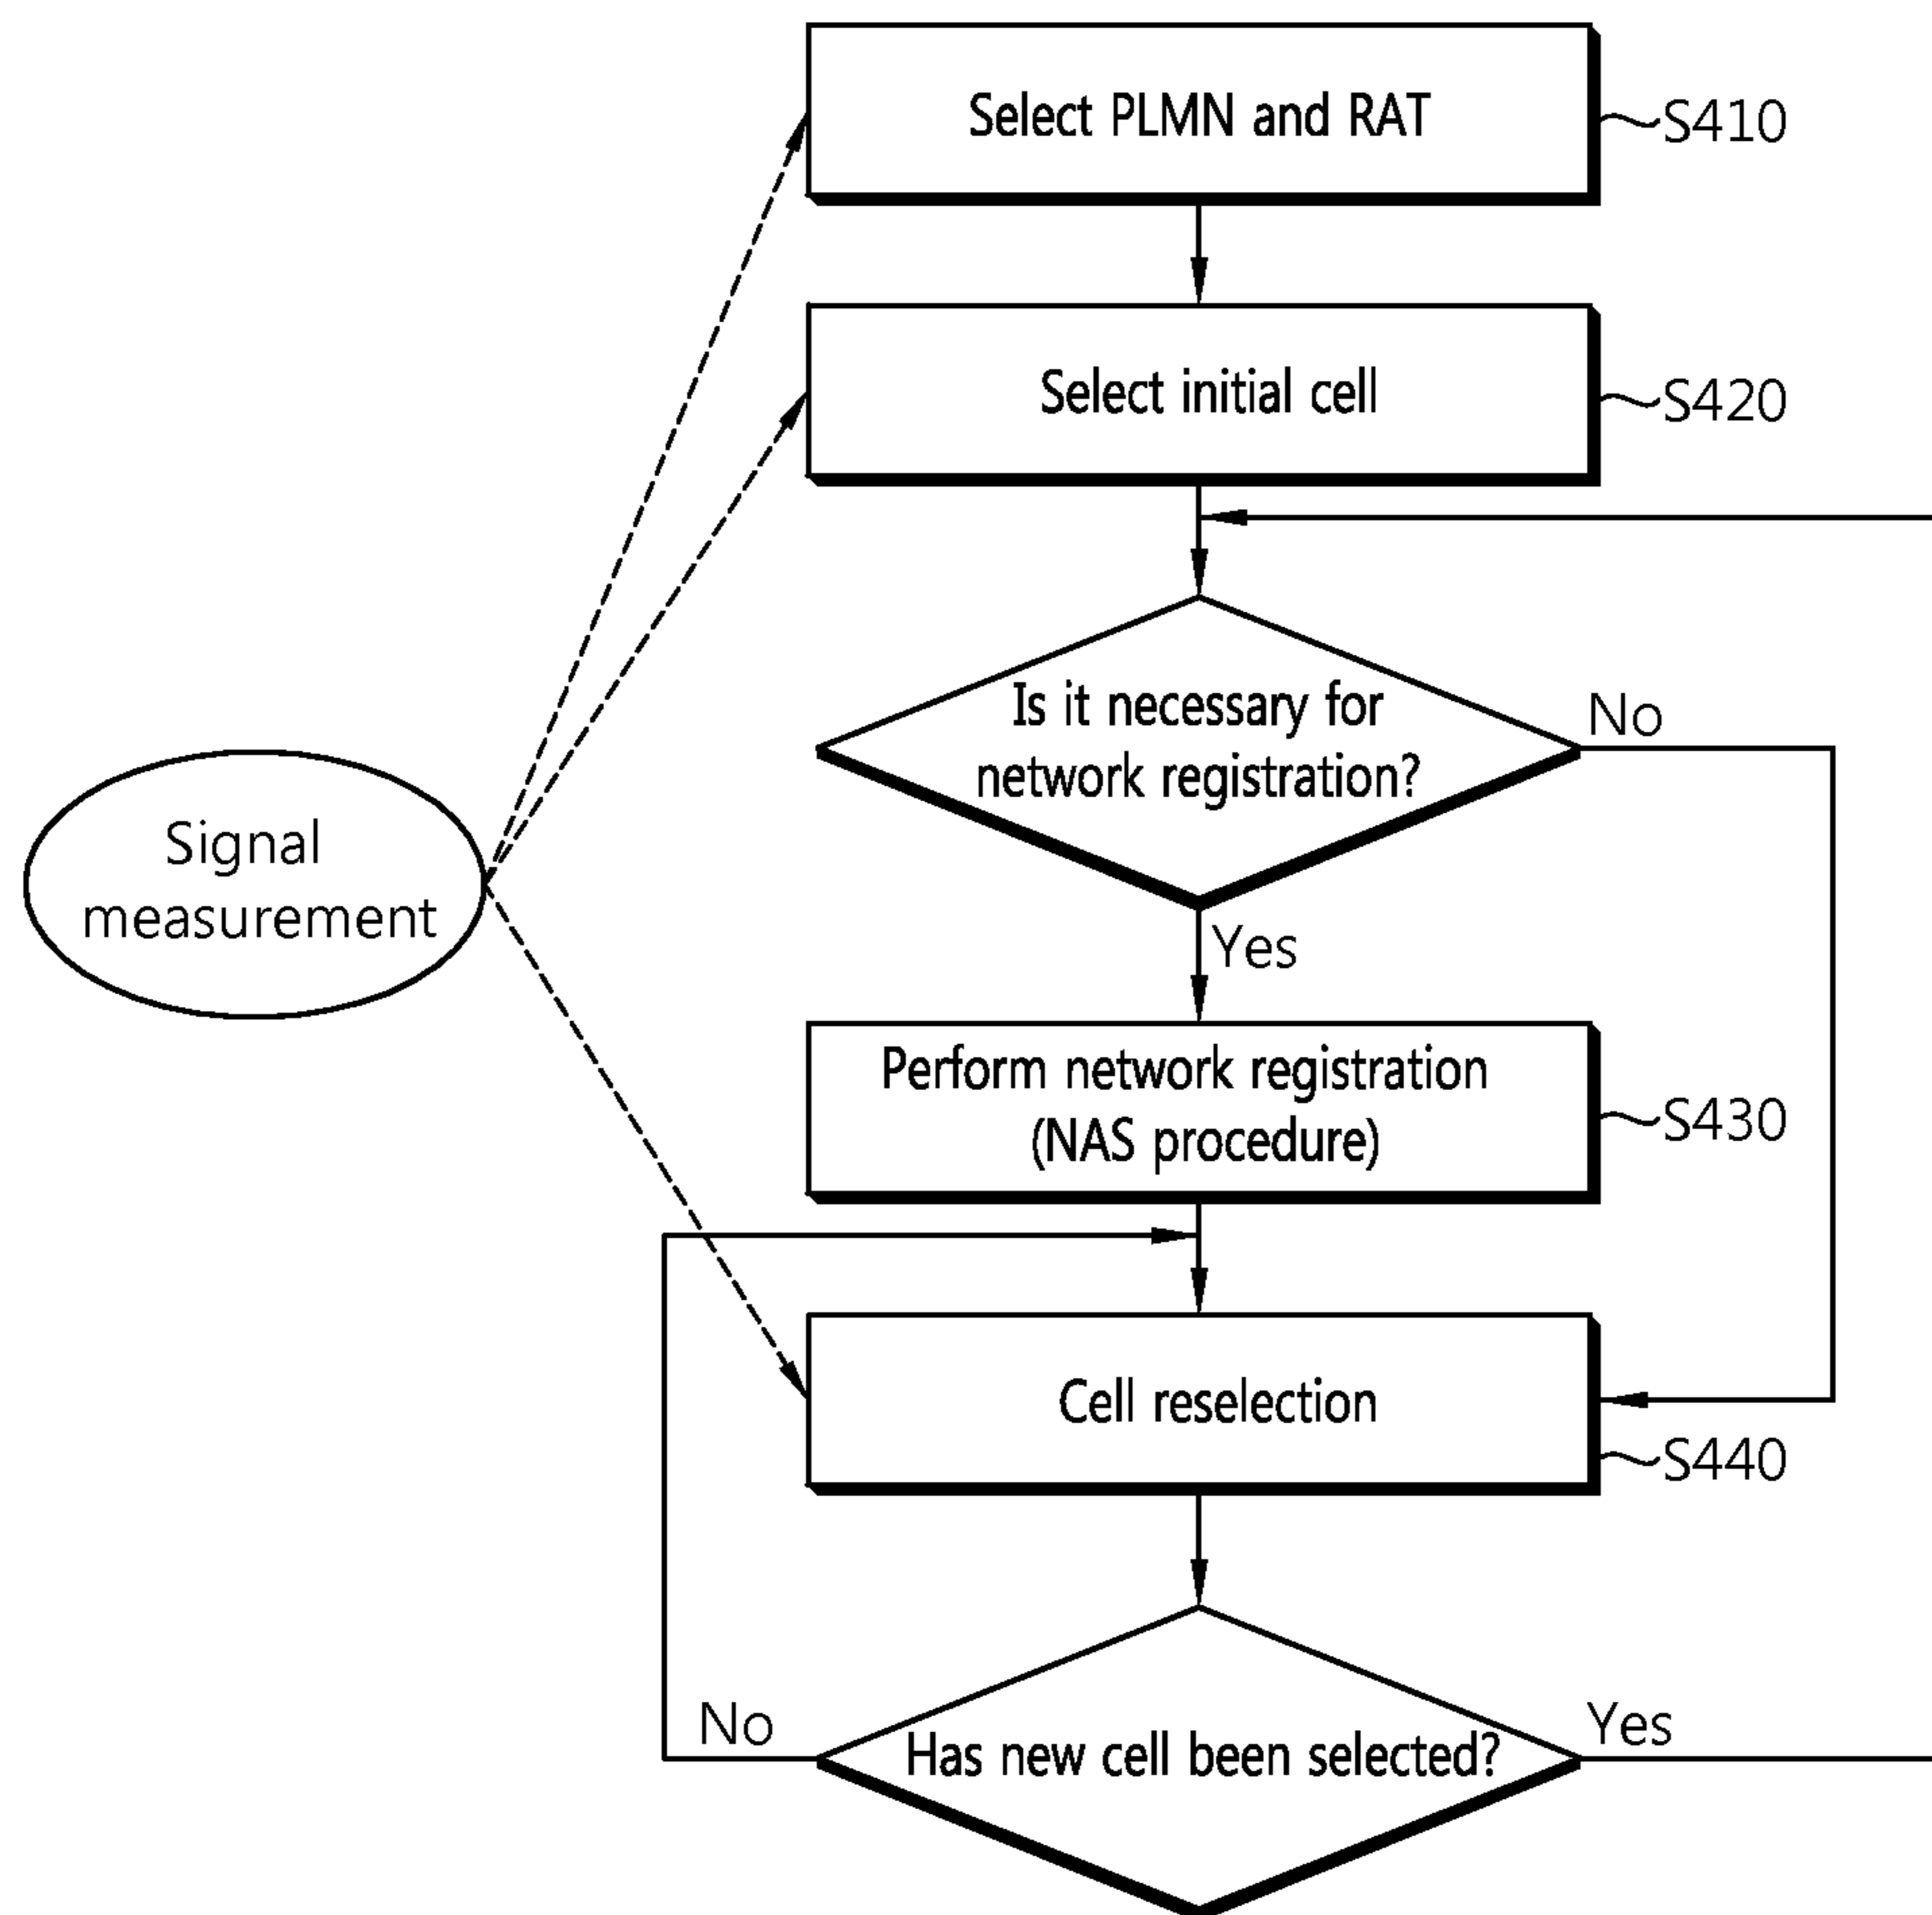 Select PLMN and RAT
S410
Select initial cell
S420
Is it necessary for
network registration?
No
Signal
measurement
Yes
Perform network registration
(NAS procedure)
S430
Cell reselection
S440
No
Has new cell been selected?
Yes